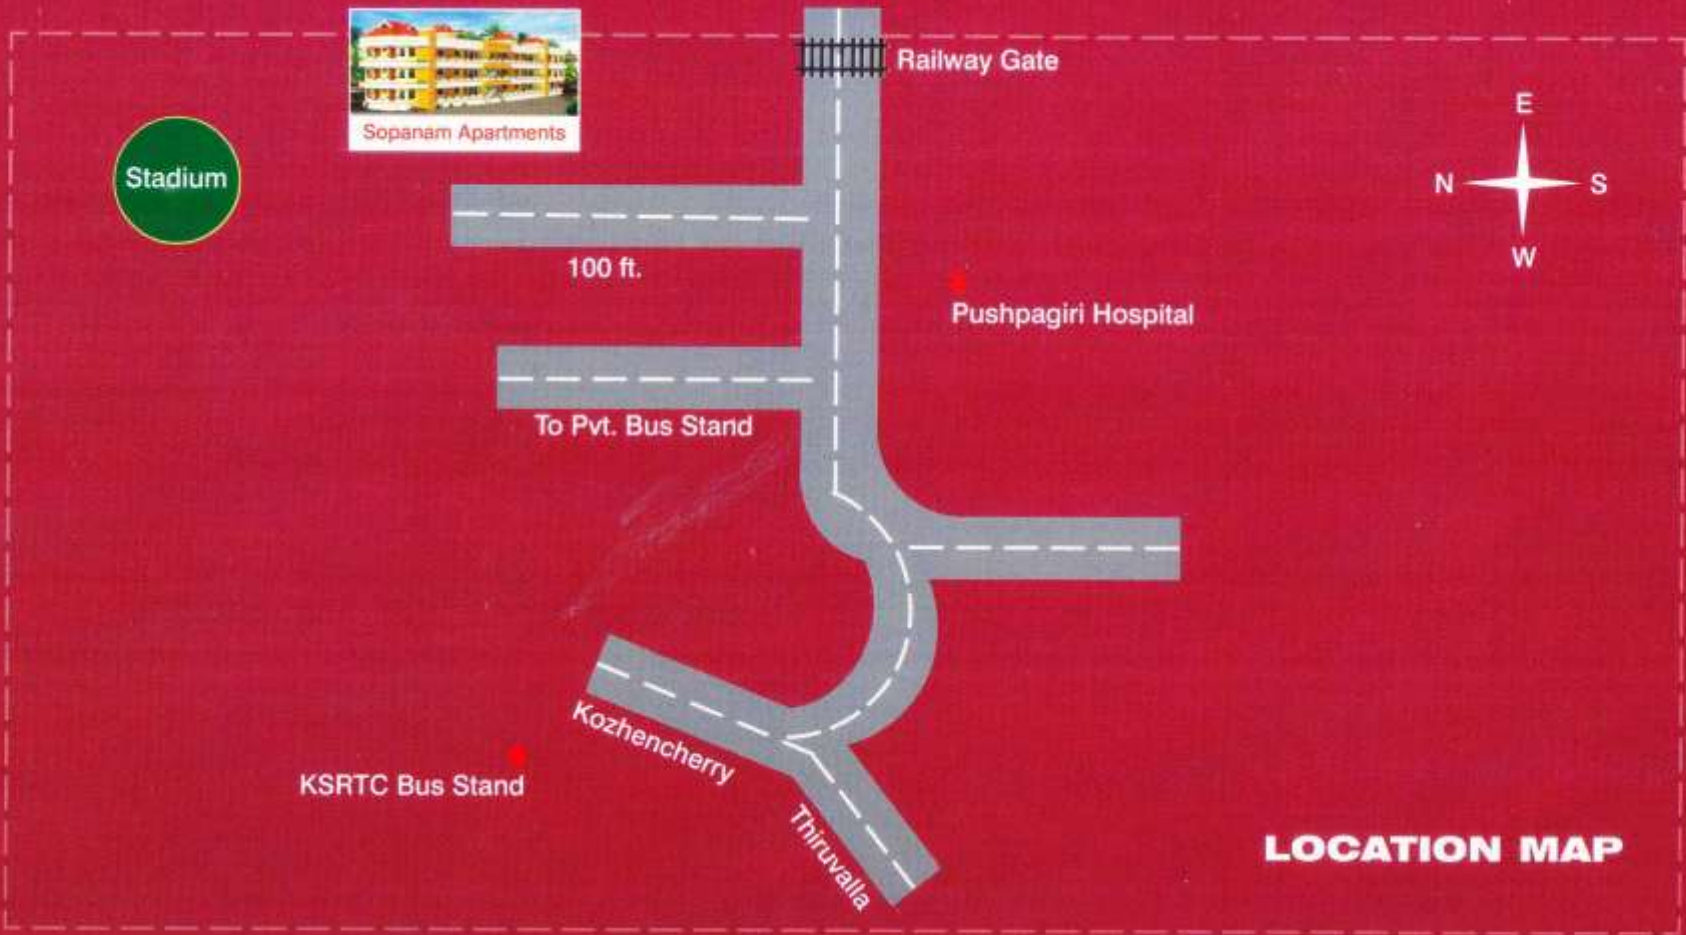 Railway Gate
Sopanam Apartments
Stadium
E
N
S
W
100 ft.
Pushpagiri Hospital
To Pvt. Bus Stand
Kozhencherry
KSRTC Bus Stand
Thiruvalla
LOCATION MAP